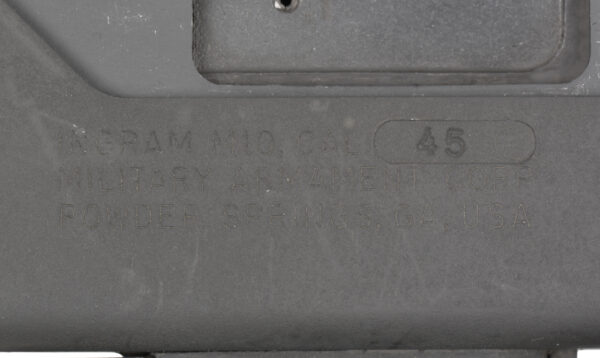 INGRAM M10, CAL 45
MILITARY ARMAMENT CORP
POWDER SPRINGS, GA, USA